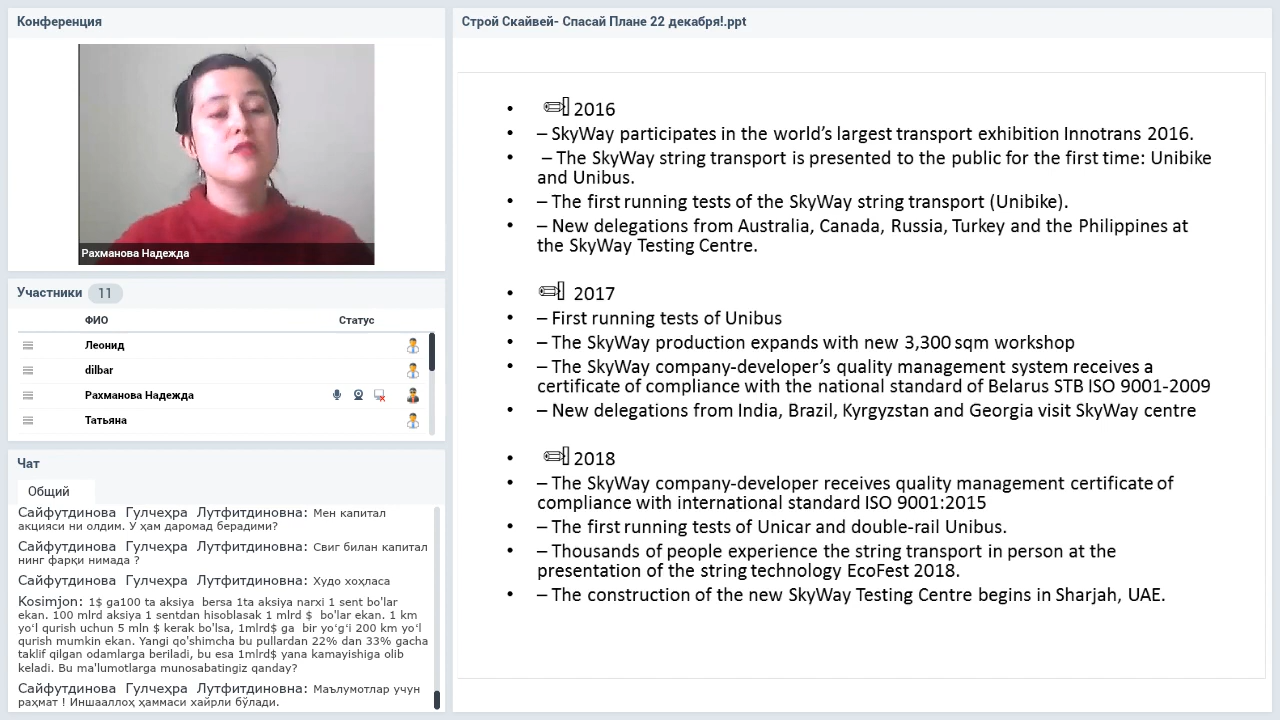 Конференция
Рахманова Надежда
Участники 11
ФИО Статус
Леонид
dilbar
Рахманова Надежда
Татьяна
Чат
Общий
Сайфутдинова Гулчеҳра Лутфитдиновна: Мен капитал
акцияси ни олдим. У ҳам даромад берадими?
Сайфутдинова Гулчеҳра Лутфитдиновна: Свиг билан капитал
нинг фарқи нимада ?
Сайфутдинова Гулчеҳра Лутфитдиновна: Худо хоҳласа
Kosimjon: 1$ ga100 ta aksiya bersa 1ta aksiya narxi 1 sent bo'lar
ekan. 100 mlrd aksiya 1 sentdan hisoblasak 1 mlrd $ bo'lar ekan. 1 km
yoʻl qurish uchun 5 mln $ kerak bo'lsa, 1mlrd$ ga bir yoʻgʻi 200 km yoʻl
qurish mumkin ekan. Yangi qo'shimcha bu pullardan 22% dan 33% gacha
taklif qilgan odamlarga beriladi, bu esa 1mlrd$ yana kamayishiga olib
keladi. Bu ma'lumotlarga munosabatingiz qanday?
Сайфутдинова Гулчеҳра Лутфитдиновна: Маълумотлар учун
раҳмат ! Иншааллоҳ ҳаммаси хайрли бўлади.
Строй Скайвей- Спасай Плане 22 декабря!.ppt
• 2016
• – SkyWay participates in the world’s largest transport exhibition Innotrans 2016.
• – The SkyWay string transport is presented to the public for the first time: Unibike
and Unibus.
• – The first running tests of the SkyWay string transport (Unibike).
• – New delegations from Australia, Canada, Russia, Turkey and the Philippines at
the SkyWay Testing Centre.
• 2017
• – First running tests of Unibus
• – The SkyWay production expands with new 3,300 sqm workshop
• – The SkyWay company-developer’s quality management system receives a
certificate of compliance with the national standard of Belarus STB ISO 9001-2009
• – New delegations from India, Brazil, Kyrgyzstan and Georgia visit SkyWay centre
• 2018
• – The SkyWay company-developer receives quality management certificate of
compliance with international standard ISO 9001:2015
• – The first running tests of Unicar and double-rail Unibus.
• – Thousands of people experience the string transport in person at the
presentation of the string technology EcoFest 2018.
• – The construction of the new SkyWay Testing Centre begins in Sharjah, UAE.